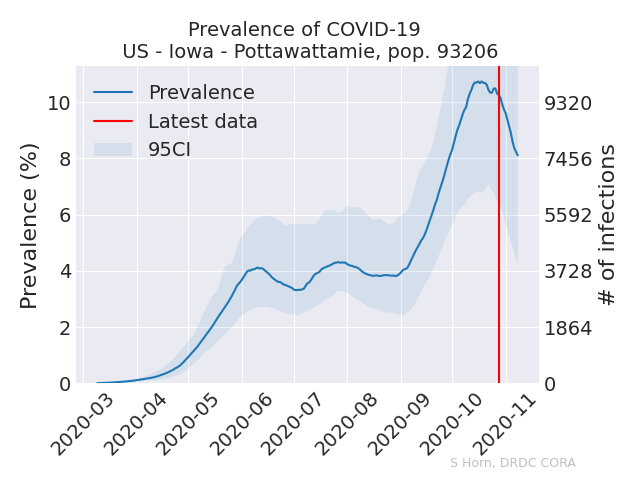 Prevalence of COVID-19
US - Iowa - Pottawattamie, pop. 93206
Prevalence
Latest data
95CI
Prevalence (%)
10
8
6
4
2
0
9320
7456
5592
3728
1864
0
# of infections
2020-03
2020-04
2020-05
2020-06
2020-07
2020-08
2020-09
2020-10
2020-11
S Horn, DRDC CORA